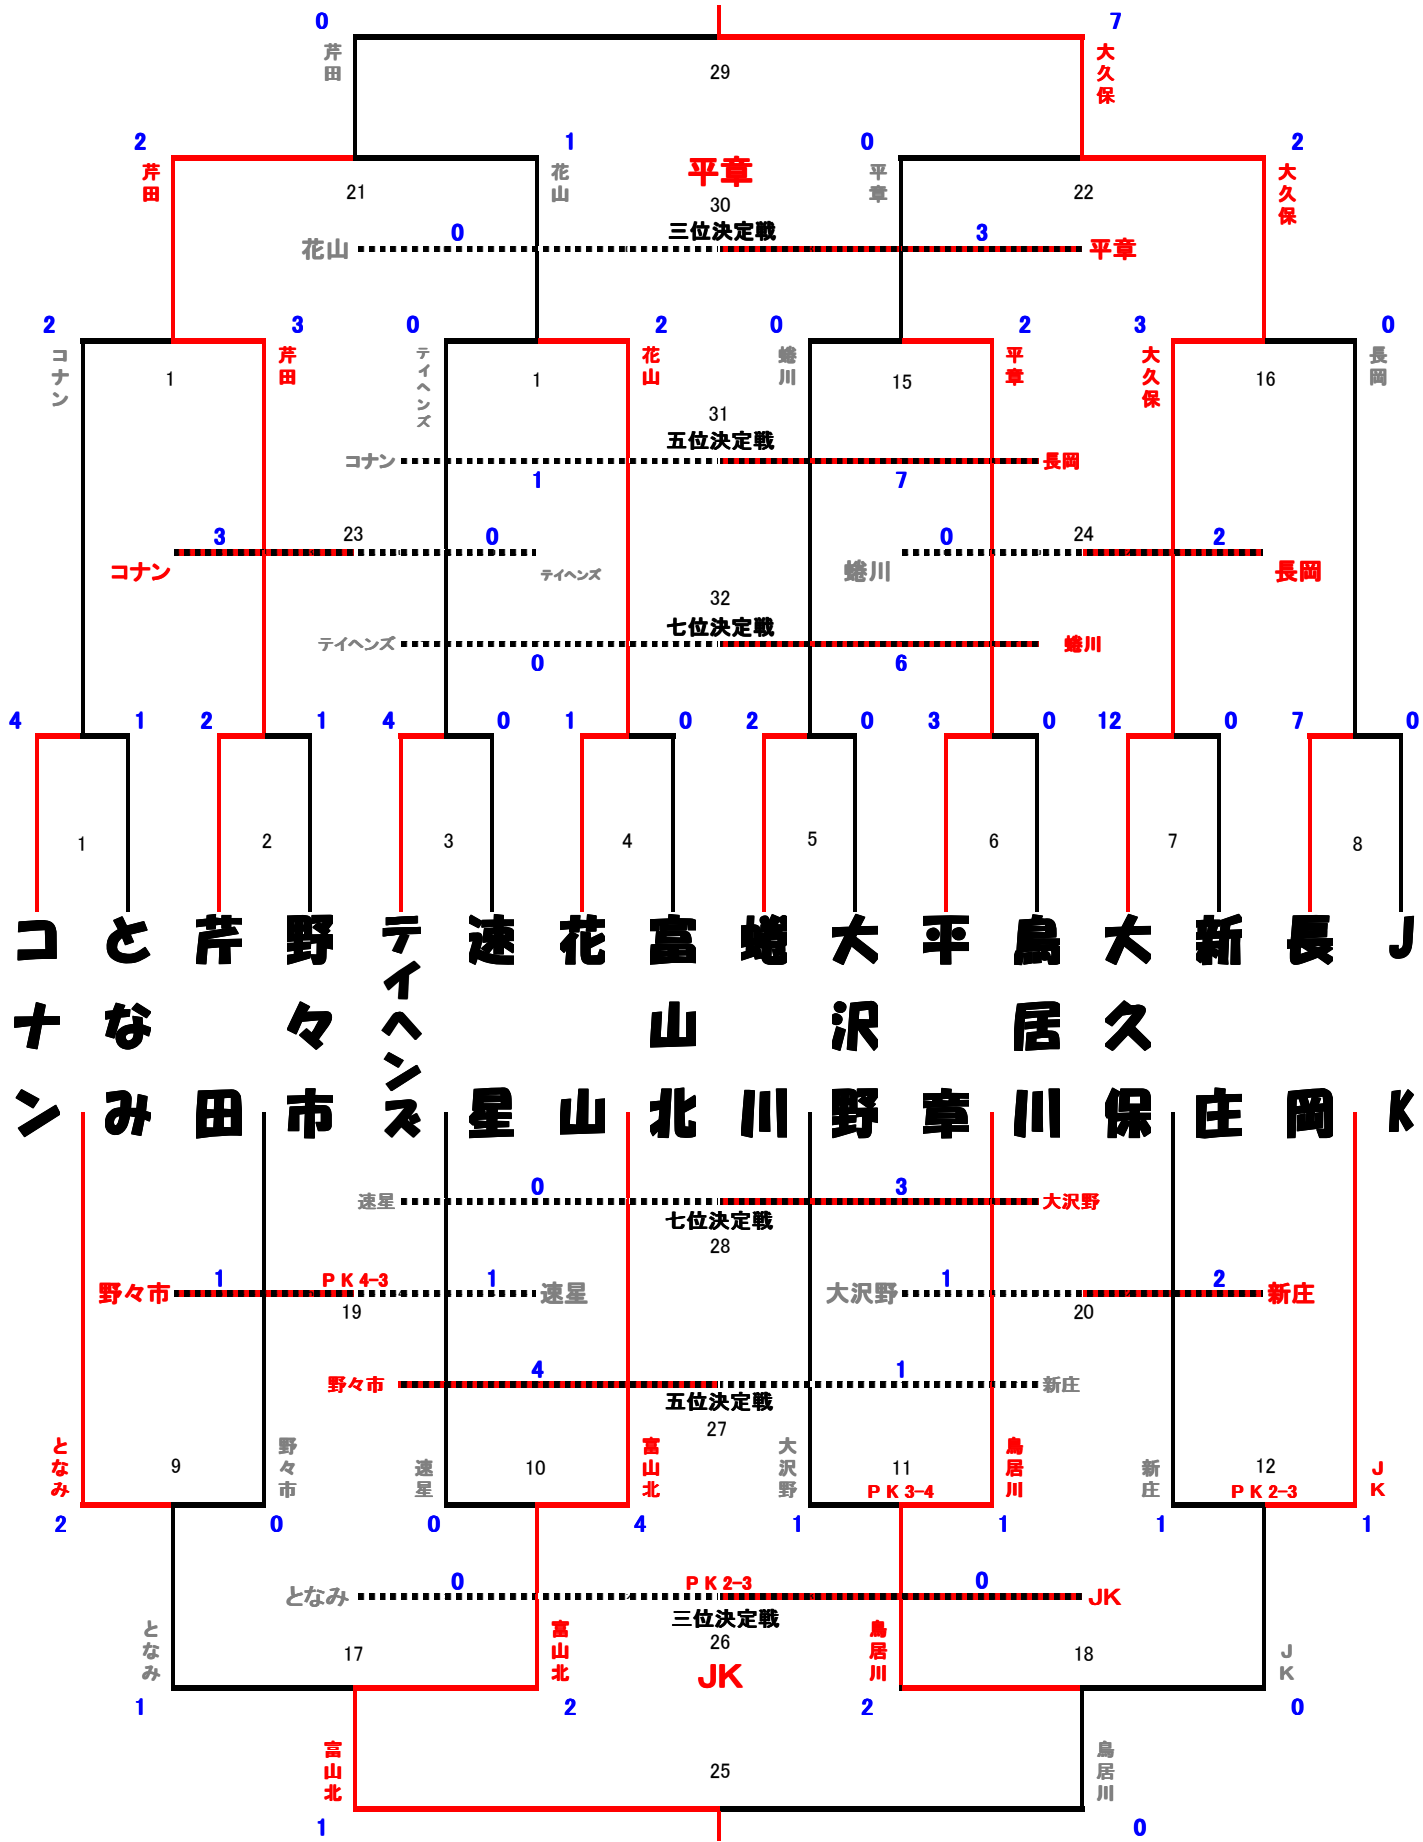 0 7
芹田 29 大久保
2 1 0 2
芹田 21 花山 平章 平章 22 大久保
30
三位決定戦
花山 0 3 平章
2 3 0 2 0 2 3 0
コナン 1 芹田 テイヘンズ 1 花山 蜷川 15 平章 大久保 16 長岡
31
五位決定戦
コナン 長岡
1 7
3 23 0 0 24 2
コナン テイヘンズ 蜷川 長岡
32
七位決定戦
テイヘンズ 蜷川
0 6
4 1 2 1 4 0 1 0 2 0 3 0 12 0 7 0
1 2 3 4 5 6 7 8
コナン
となみ
芹田
野々市
テイヘンズ
速星
花山
富山北
蜷川
大沢野
平章
鳥居川
大久保
新庄
長岡
JK
0 3
速星 大沢野
七位決定戦
28
1 PK4-3 1 1 2
野々市 速星 大沢野 新庄
19 20
4 1
野々市 新庄
五位決定戦
27
となみ 9 野々市 速星 10 富山北 大沢野 11 鳥居川 新庄 12 JK
PK3-4 PK2-3
2 0 0 4 1 1 1 1
0 PK2-3 0
となみ JK
三位決定戦
26
となみ 17 富山北 JK 鳥居川 18 JK
1 2 2 0
富山北 25 鳥居川
1 0